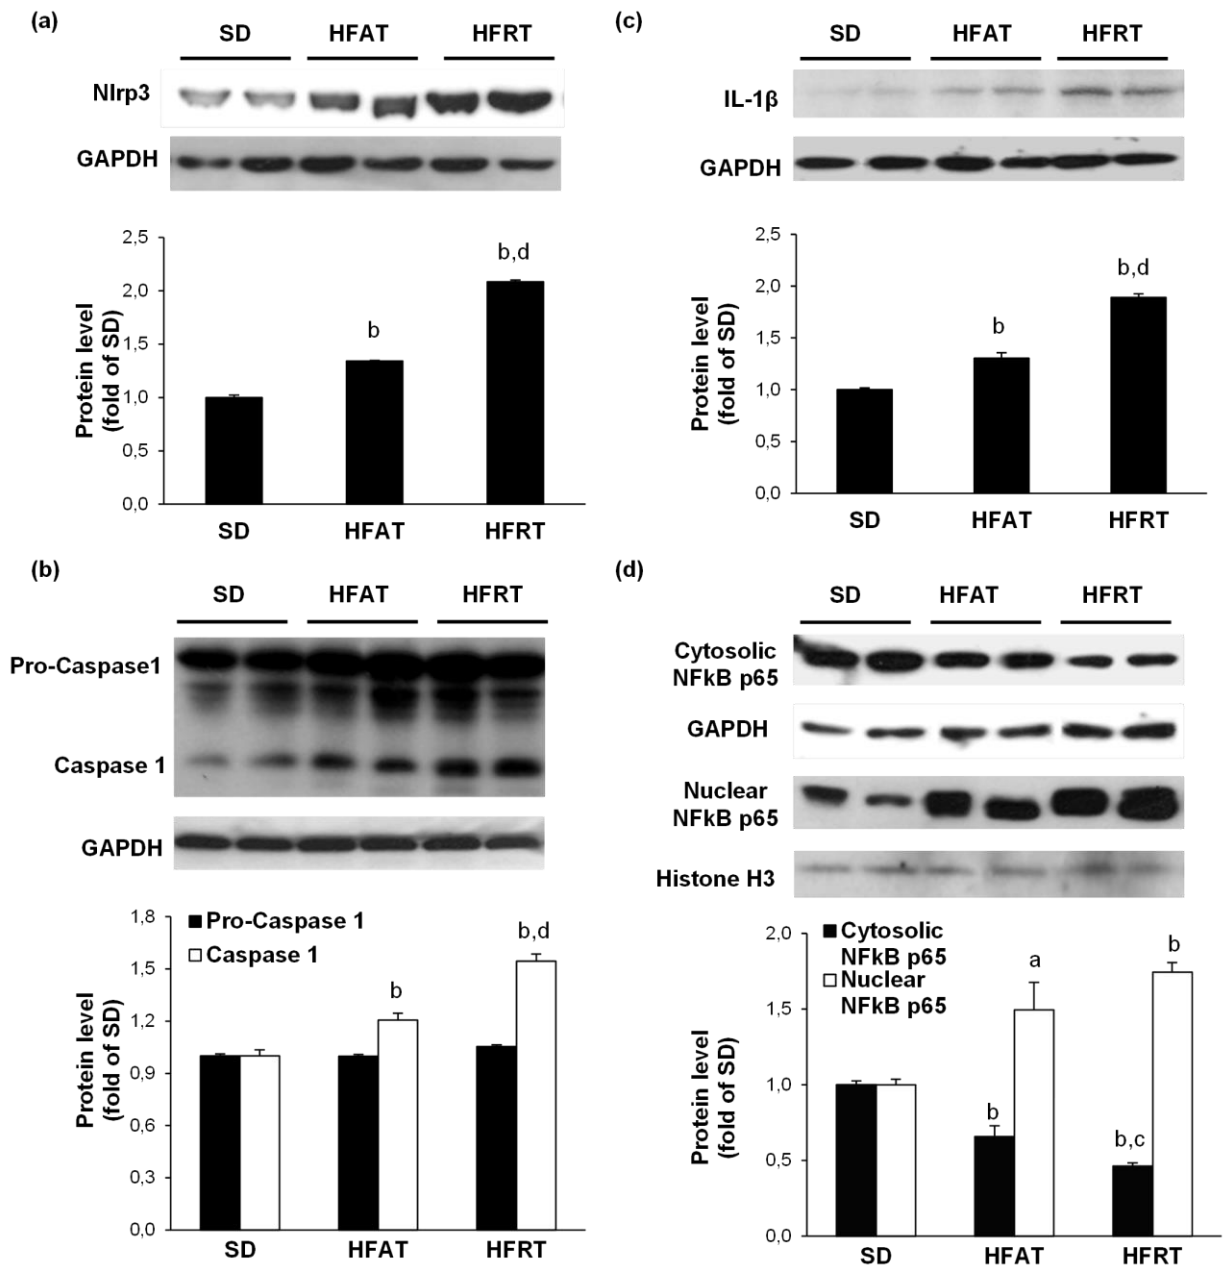 (a)
SD HFAT HFRT
Nlrp3
GAPDH
Protein level
(fold of SD)
2,5
2,0
1,5
1,0
0,5
0,0
b
b,d
SD HFAT HFRT
(c)
SD HFAT HFRT
IL-1β
GAPDH
Protein level
(fold of SD)
2,5
2,0
1,5
1,0
0,5
0,0
b
b,d
SD HFAT HFRT
(b)
SD HFAT HFRT
Pro-Caspase1
Caspase 1
GAPDH
Protein level
(fold of SD)
1,8
1,5
1,2
0,9
0,6
0,3
0,0
Pro-Caspase 1
Caspase 1
b
b,d
SD HFAT HFRT
(d)
SD HFAT HFRT
Cytosolic
NFkB p65
GAPDH
Nuclear
NFkB p65
Histone H3
Protein level
(fold of SD)
2,0
1,5
1,0
0,5
0,0
Cytosolic
NFkB p65
Nuclear
NFkB p65
b
a
b,c
b
SD HFAT HFRT